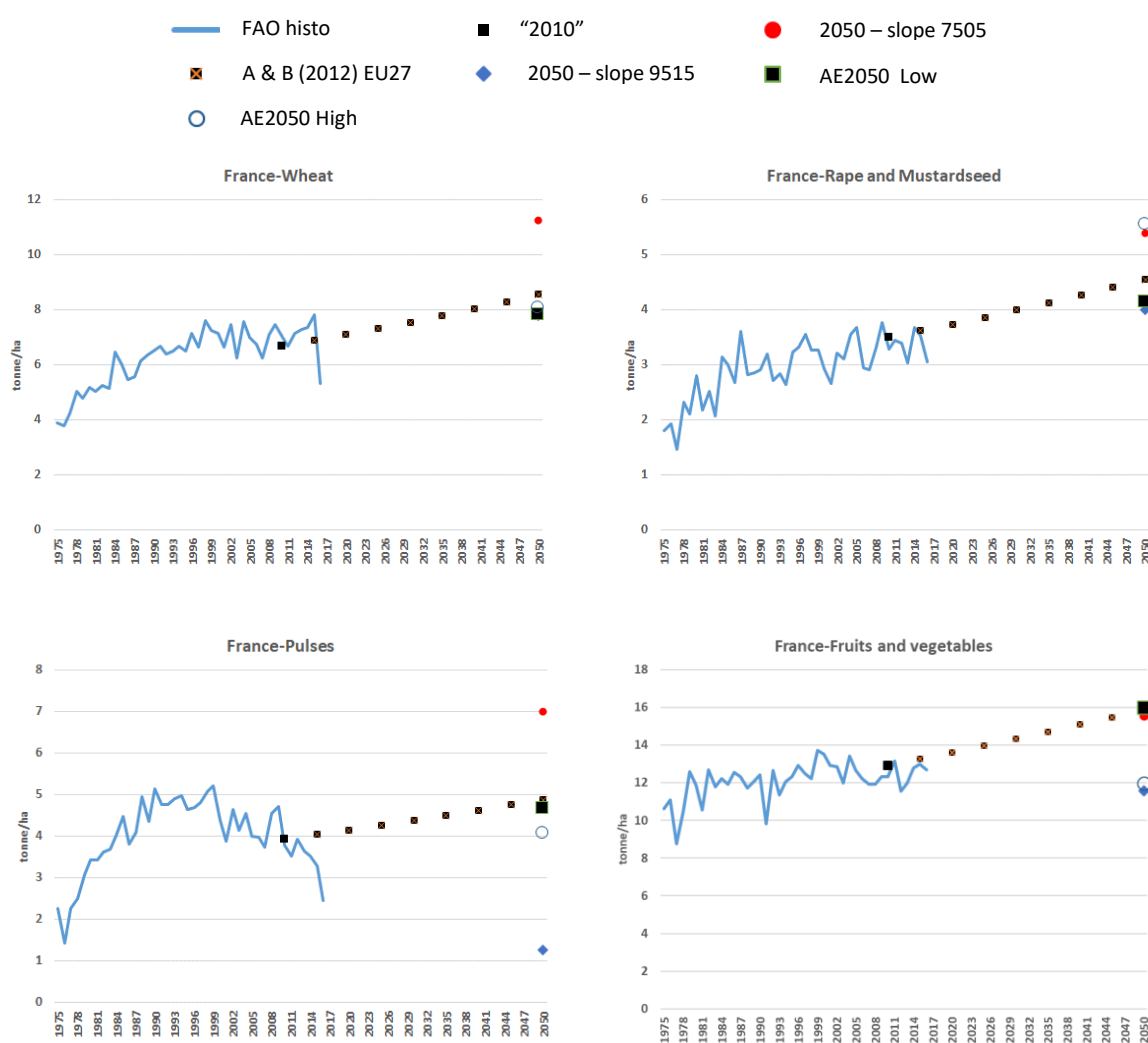 FAO histo
“2010”
2050 – slope 7505
A & B (2012) EU27
2050 – slope 9515
AE2050 Low
AE2050 High
France-Wheat
tonne/ha
12
10
8
6
4
2
0
1975 1978 1981 1984 1987 1990 1993 1996 1999 2002 2005 2008 2011 2014 2017 2020 2023 2026 2029 2032 2035 2038 2041 2044 2047 2050
France-Rape and Mustardseed
tonne/ha
6
5
4
3
2
1
0
1975 1978 1981 1984 1987 1990 1993 1996 1999 2002 2005 2008 2011 2014 2017 2020 2023 2026 2029 2032 2035 2038 2041 2044 2047 2050
France-Pulses
tonne/ha
8
7
6
5
4
3
2
1
0
1975 1978 1981 1984 1987 1990 1993 1996 1999 2002 2005 2008 2011 2014 2017 2020 2023 2026 2029 2032 2035 2038 2041 2044 2047 2050
France-Fruits and vegetables
tonne/ha
18
16
14
12
10
8
6
4
2
0
1975 1978 1981 1984 1987 1990 1993 1996 1999 2002 2005 2008 2011 2014 2017 2020 2023 2026 2029 2032 2035 2038 2041 2044 2047 2050